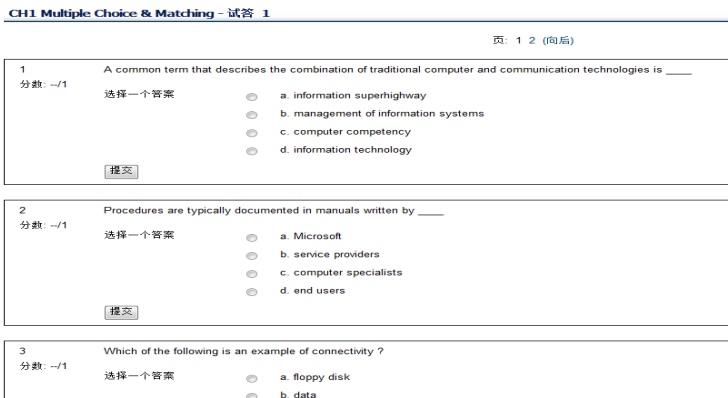 CH1 Multiple Choice & Matching - 试答 1
页: 1 2 (向后)
1
A common term that describes the combination of traditional computer and communication technologies is ____
分数: --/1
选择一个答案
a. information superhighway
b. management of information systems
c. computer competency
d. information technology
提交
2
Procedures are typically documented in manuals written by ____
分数: --/1
选择一个答案
a. Microsoft
b. service providers
c. computer specialists
d. end users
提交
3
Which of the following is an example of connectivity ?
分数: --/1
选择一个答案
a. floppy disk
b. data